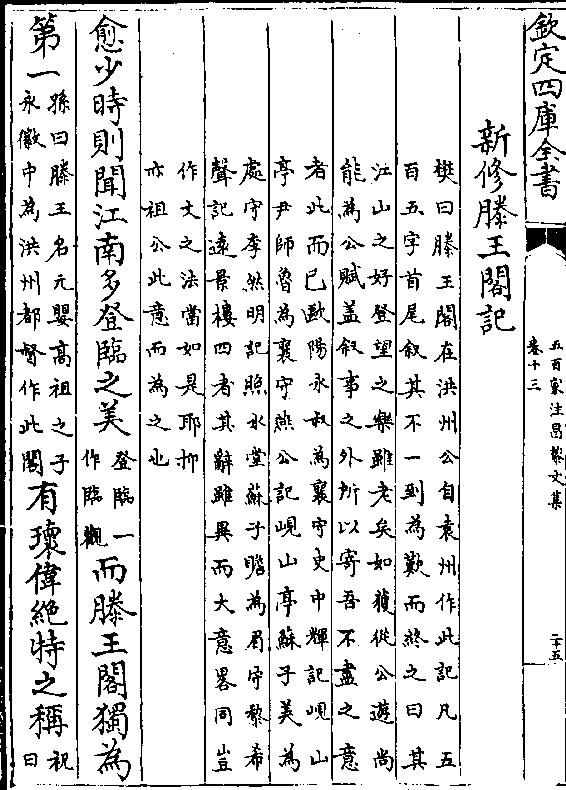 欽定四庫全書
五百家注昌黎文集
卷十三
二十五
新修滕王閣記
樊曰滕王閣在洪州公自袁州作此記凡五
百五字首尾叙其不一到為歎而終之曰其
江山之好登望之樂雖老矣如獲從公遊尚
能為公賦蓋叙事之外所以寄吾不盡之意
者此而已歐陽永叔為襄守史中輝記峴山
亭尹師魯為襄守燕公記峴山亭蘇子美為
處守李然明記照水堂蘇子瞻為眉守黎希
聲記遠景樓四者其辭雖異而大意畧同豈
作文之法當如是耶抑
亦祖公此意而為之也
愈少時則聞江南多登臨之美登臨一作臨觀而滕王閣獨為
第一孫曰滕王名元嬰高祖之子永徽中為洪州都督作此閣有瓌偉絶特之稱祝曰